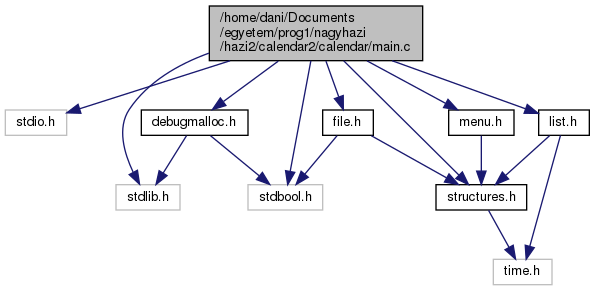 /home/dani/Documents
/egyetem/prog1/nagyhazi
/hazi2/calendar2/calendar/main.c
stdio.h
debugmalloc.h
file.h
menu.h
list.h
stdlib.h
stdbool.h
structures.h
time.h